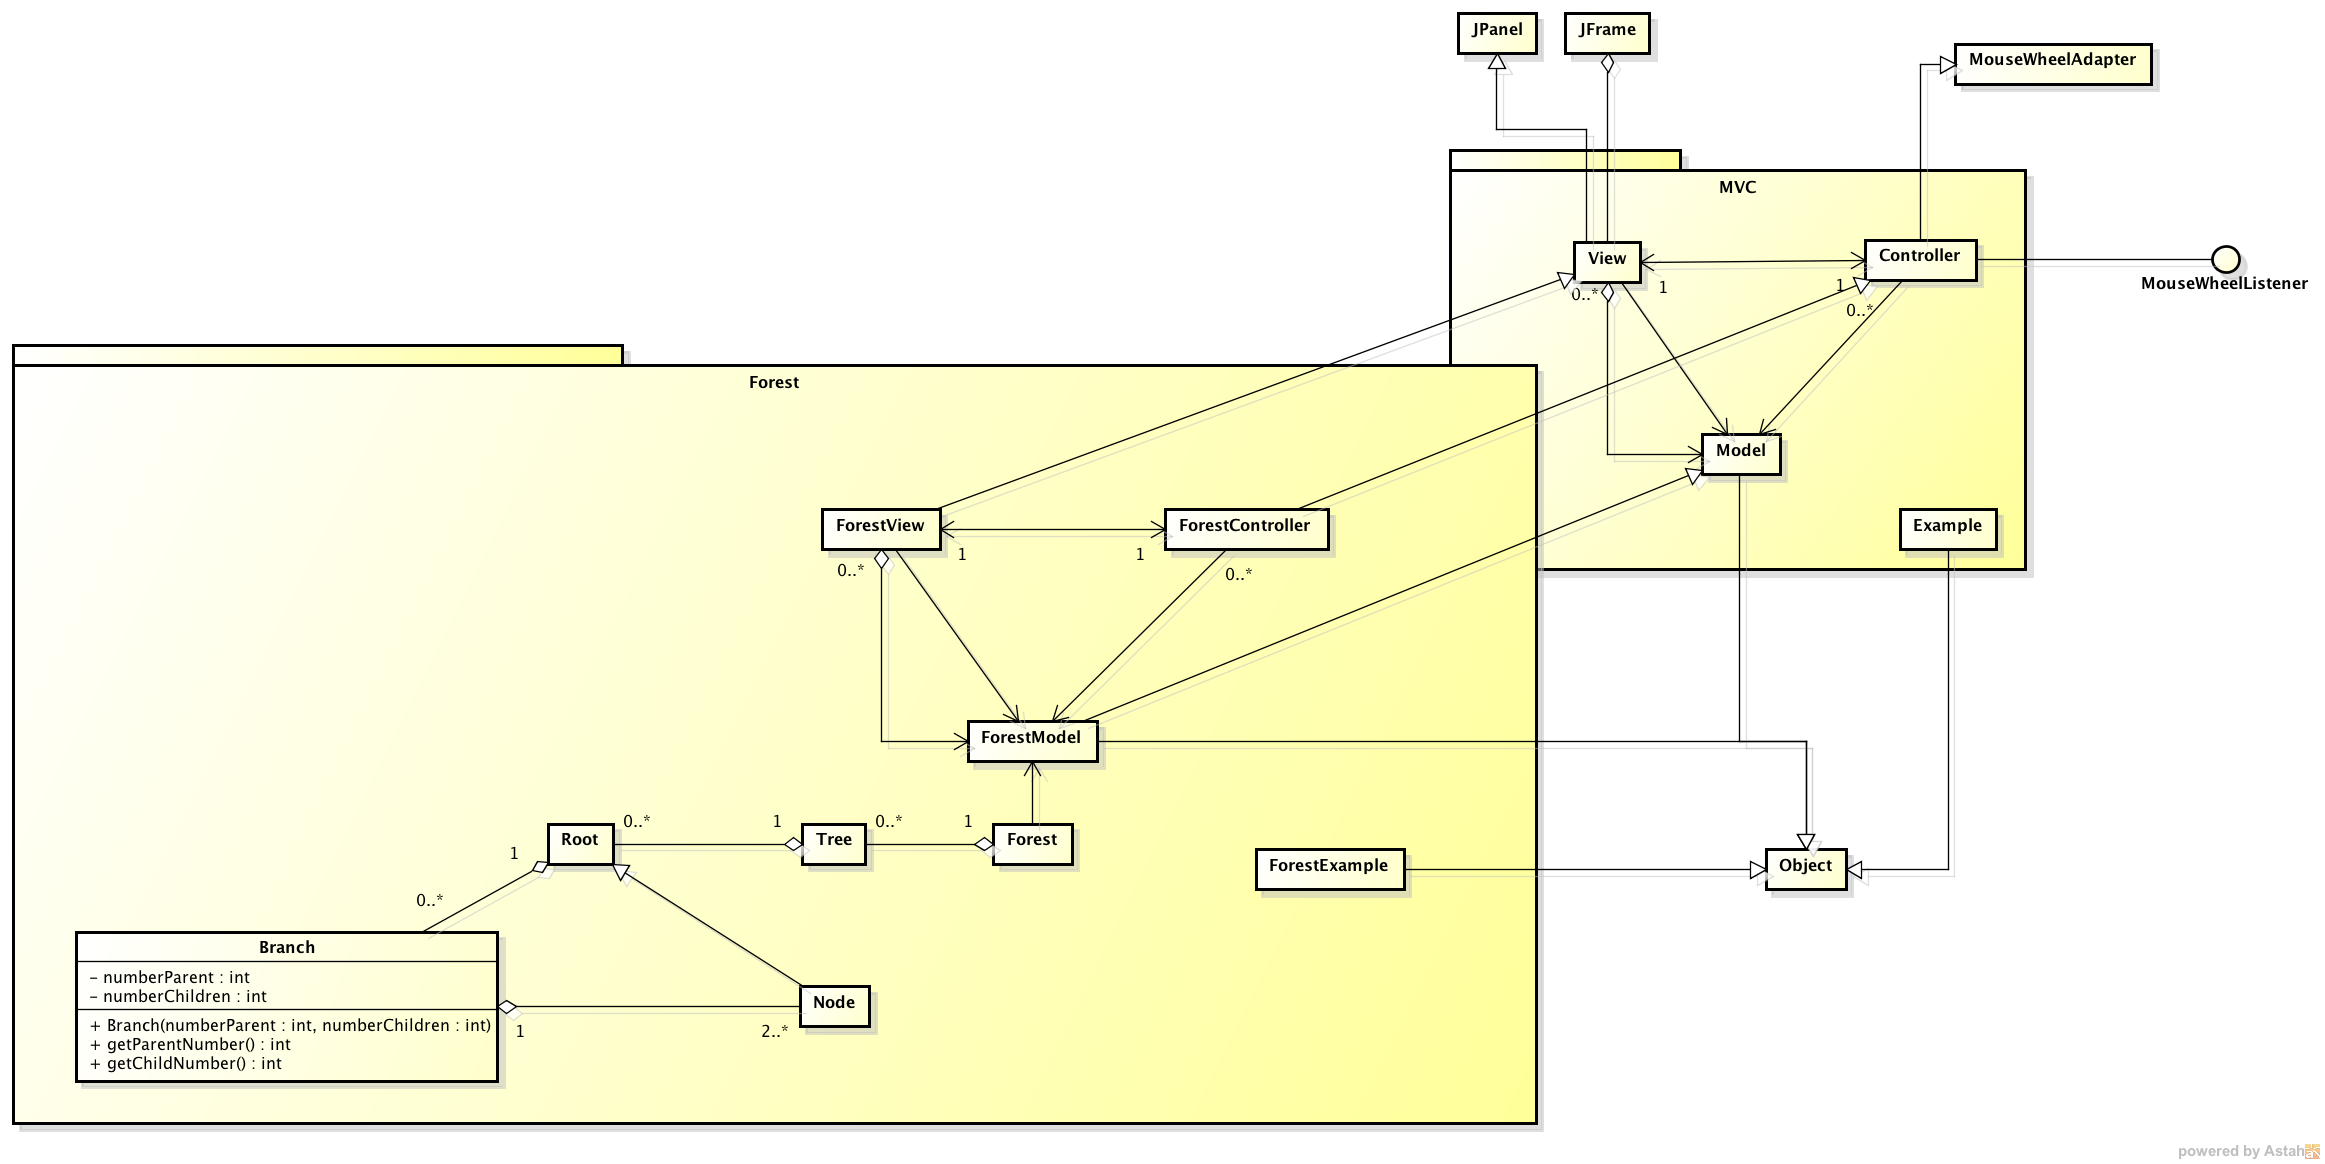 JPanel
JFrame
MouseWheelAdapter
MVC
View
Controller
MouseWheelListener
0..*
1
1
0..*
Forest
Model
ForestView
ForestController
Example
0..*
1
1
0..*
ForestModel
Root
0..*
1
Tree
0..*
1
Forest
1
ForestExample
Object
0..*
Branch
– numberParent : int
– numberChildren : int
+ Branch(numberParent : int, numberChildren : int)
+ getParentNumber() : int
+ getChildNumber() : int
1
2..*
Node
powered by Astah